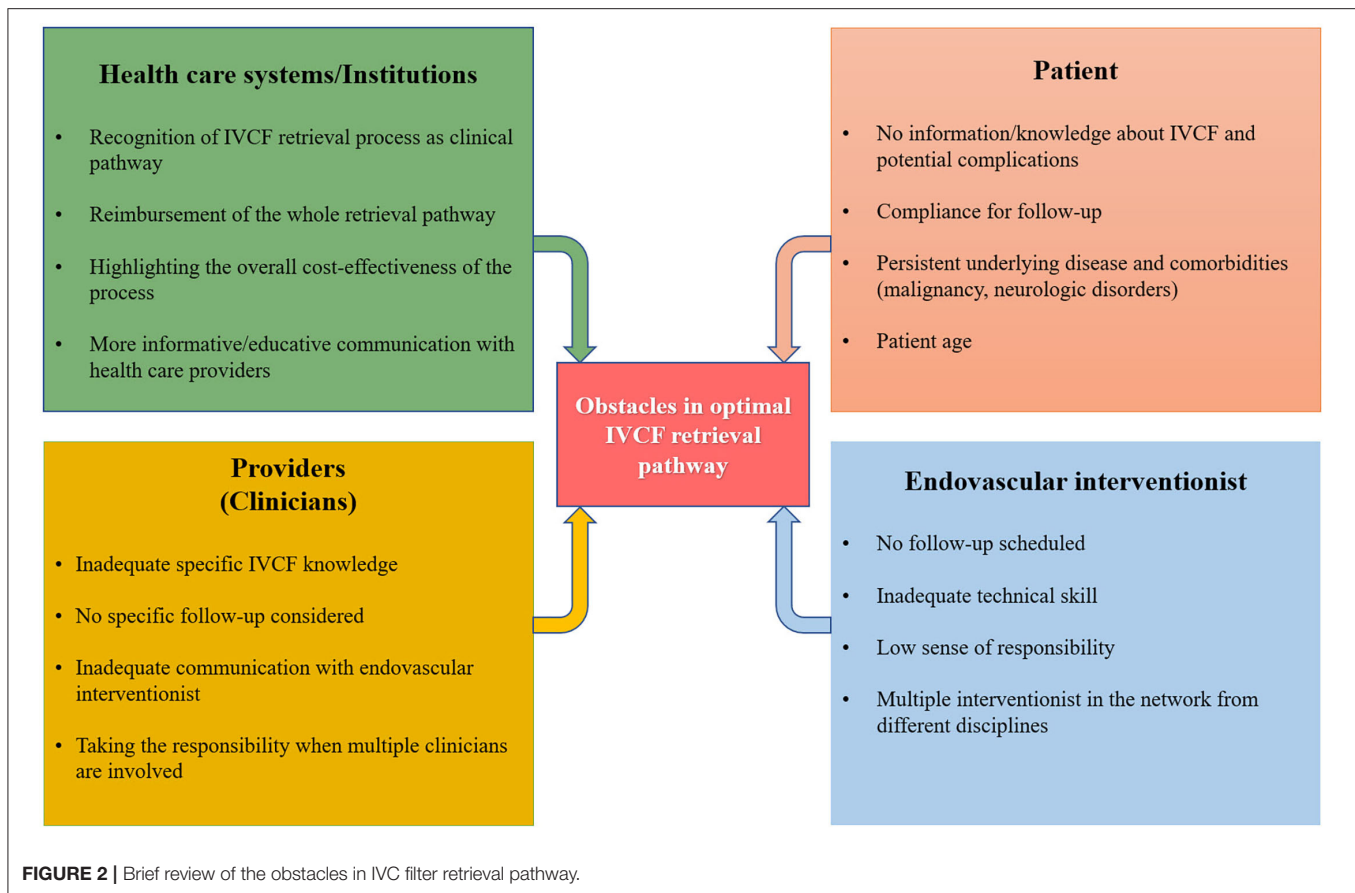 Health care systems/Institutions
• Recognition of IVCF retrieval process as clinical
pathway
• Reimbursement of the whole retrieval pathway
• Highlighting the overall cost-effectiveness of the
process
• More informative/educative communication with
health care providers
Patient
• No information/knowledge about IVCF and
potential complications
• Compliance for follow-up
• Persistent underlying disease and comorbidities
(malignancy, neurologic disorders)
• Patient age
Obstacles in optimal
IVCF retrieval
pathway
Providers
(Clinicians)
• Inadequate specific IVCF knowledge
• No specific follow-up considered
• Inadequate communication with endovascular
interventionist
• Taking the responsibility when multiple clinicians
are involved
Endovascular interventionist
• No follow-up scheduled
• Inadequate technical skill
• Low sense of responsibility
• Multiple interventionist in the network from
different disciplines
FIGURE 2 | Brief review of the obstacles in IVC filter retrieval pathway.